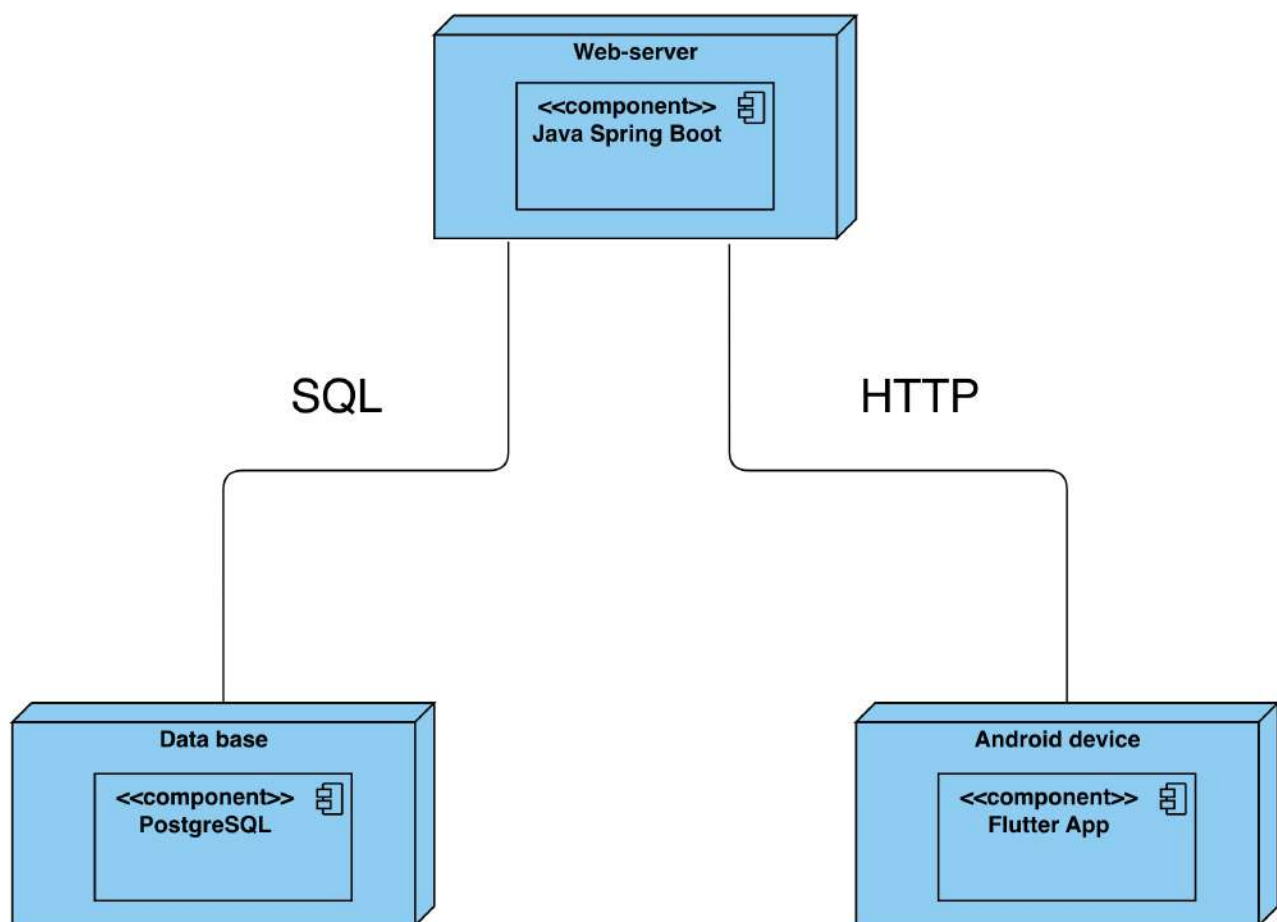 Web-server
<<component>>
Java Spring Boot
SQL
HTTP
Data base
<<component>>
PostgreSQL
Android device
<<component>>
Flutter App